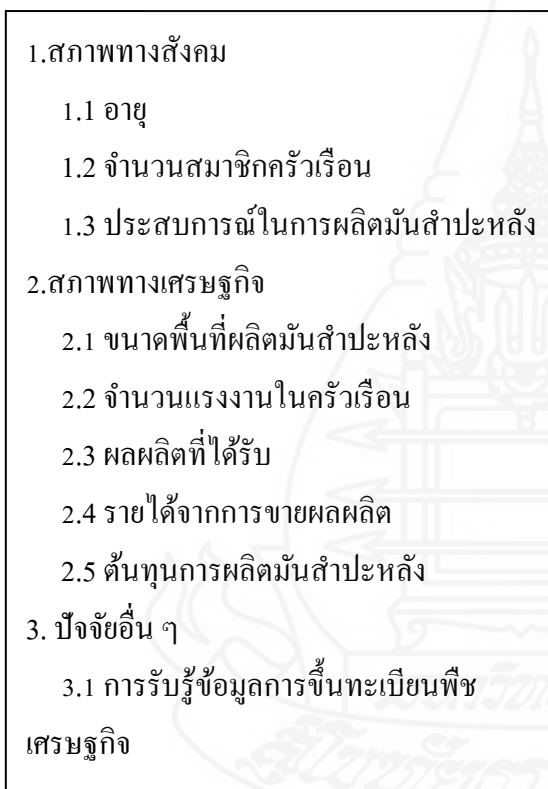 1.สภาพทางสังคม
1.1 อายุ
1.2 จำนวนสมาชิกครัวเรือน
1.3 ประสบการณ์ในการผลิตมันสำปะหลัง
2.สภาพทางเศรษฐกิจ
2.1 ขนาดพื้นที่ผลิตมันสำปะหลัง
2.2 จำนวนแรงงานในครัวเรือน
2.3 ผลผลิตที่ได้รับ
2.4 รายได้จากการขายผลผลิต
2.5 ต้นทุนการผลิตมันสำปะหลัง
3. ปัจจัยอื่น ๆ
3.1 การรับรู้ข้อมูลการขึ้นทะเบียนพืช
เศรษฐกิจ